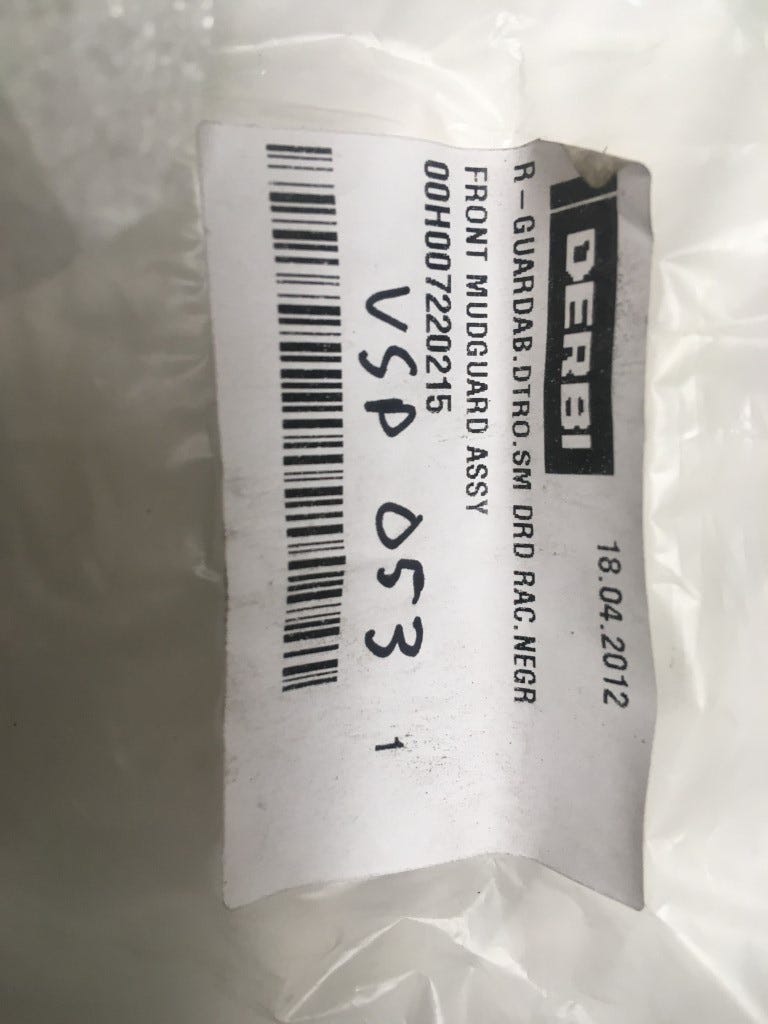 DERBI
18.04.2012
R-GUARDAB.DTRO.SM DRD RAC.NEGR
FRONT MUDGUARD ASSY
00H007220215
VSP 053
1